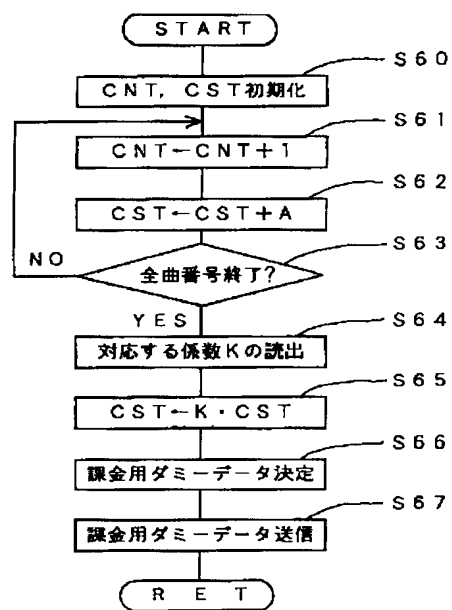 START
S60
CNT, CST初期化
S61
CNT←CNT+1
S62
CST←CST+A
S63
NO
全曲番号終了?
YES
S64
対応する係数Kの読出
S65
CST←K・CST
S66
課金用ダミーデータ決定
S67
課金用ダミーデータ送信
RET